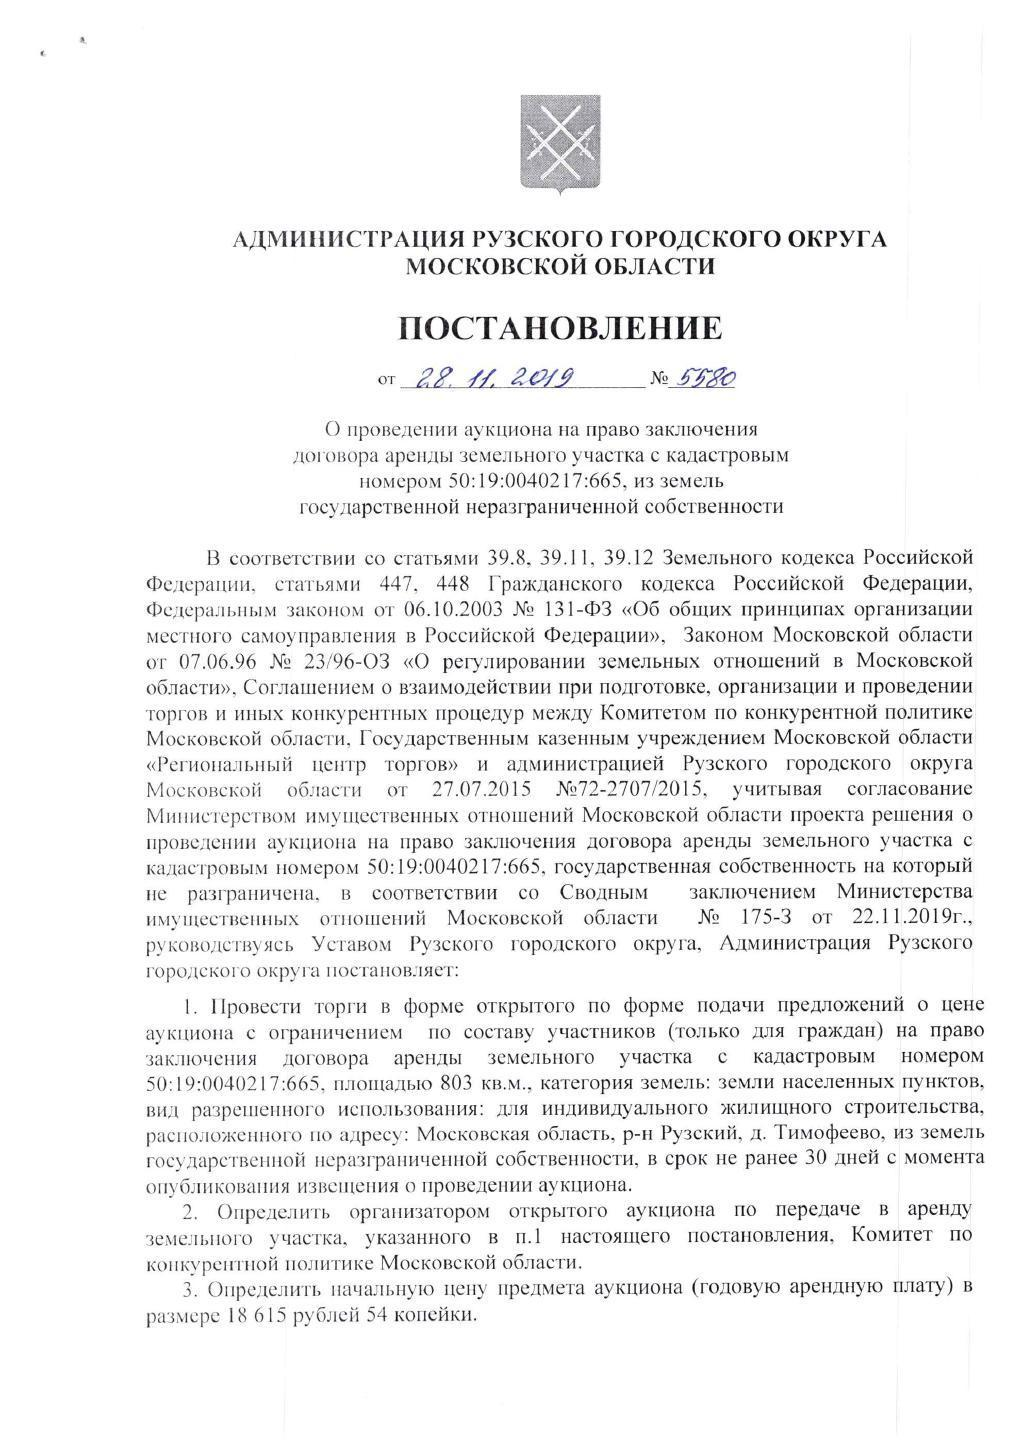 АДМИНИСТРАЦИЯ РУЗСКОГО ГОРОДСКОГО ОКРУГА
МОСКОВСКОЙ ОБЛАСТИ
ПОСТАНОВЛЕНИЕ
от 28. 11. 2019 № 5580
О проведении аукциона на право заключения
договора аренды земельного участка с кадастровым
номером 50:19:0040217:665, из земель
государственной неразграниченной собственности
В соответствии со статьями 39.8, 39.11, 39.12 Земельного кодекса Российской
Федерации, статьями 447, 448 Гражданского кодекса Российской Федерации,
Федеральным законом от 06.10.2003 № 131-ФЗ «Об общих принципах организации
местного самоуправления в Российской Федерации», Законом Московской области
от 07.06.96 № 23/96-ОЗ «О регулировании земельных отношений в Московской
области», Соглашением о взаимодействии при подготовке, организации и проведении
торгов и иных конкурентных процедур между Комитетом по конкурентной политике
Московской области, Государственным казенным учреждением Московской области
«Региональный центр торгов» и администрацией Рузского городского округа
Московской области от 27.07.2015 №72-2707/2015, учитывая согласование
Министерством имущественных отношений Московской области проекта решения о
проведении аукциона на право заключения договора аренды земельного участка с
кадастровым номером 50:19:0040217:665, государственная собственность на который
не разграничена, в соответствии со Сводным заключением Министерства
имущественных отношений Московской области № 175-З от 22.11.2019г.,
руководствуясь Уставом Рузского городского округа, Администрация Рузского
городского округа постановляет:
1. Провести торги в форме открытого по форме подачи предложений о цене
аукциона с ограничением по составу участников (только для граждан) на право
заключения договора аренды земельного участка с кадастровым номером
50:19:0040217:665, площадью 803 кв.м., категория земель: земли населенных пунктов,
вид разрешенного использования: для индивидуального жилищного строительства,
расположенного по адресу: Московская область, р-н Рузский, д. Тимофеево, из земель
государственной неразграниченной собственности, в срок не ранее 30 дней с момента
опубликования извещения о проведении аукциона.
2. Определить организатором открытого аукциона по передаче в аренду
земельного участка, указанного в п.1 настоящего постановления, Комитет по
конкурентной политике Московской области.
3. Определить начальную цену предмета аукциона (годовую арендную плату) в
размере 18 615 рублей 54 копейки.